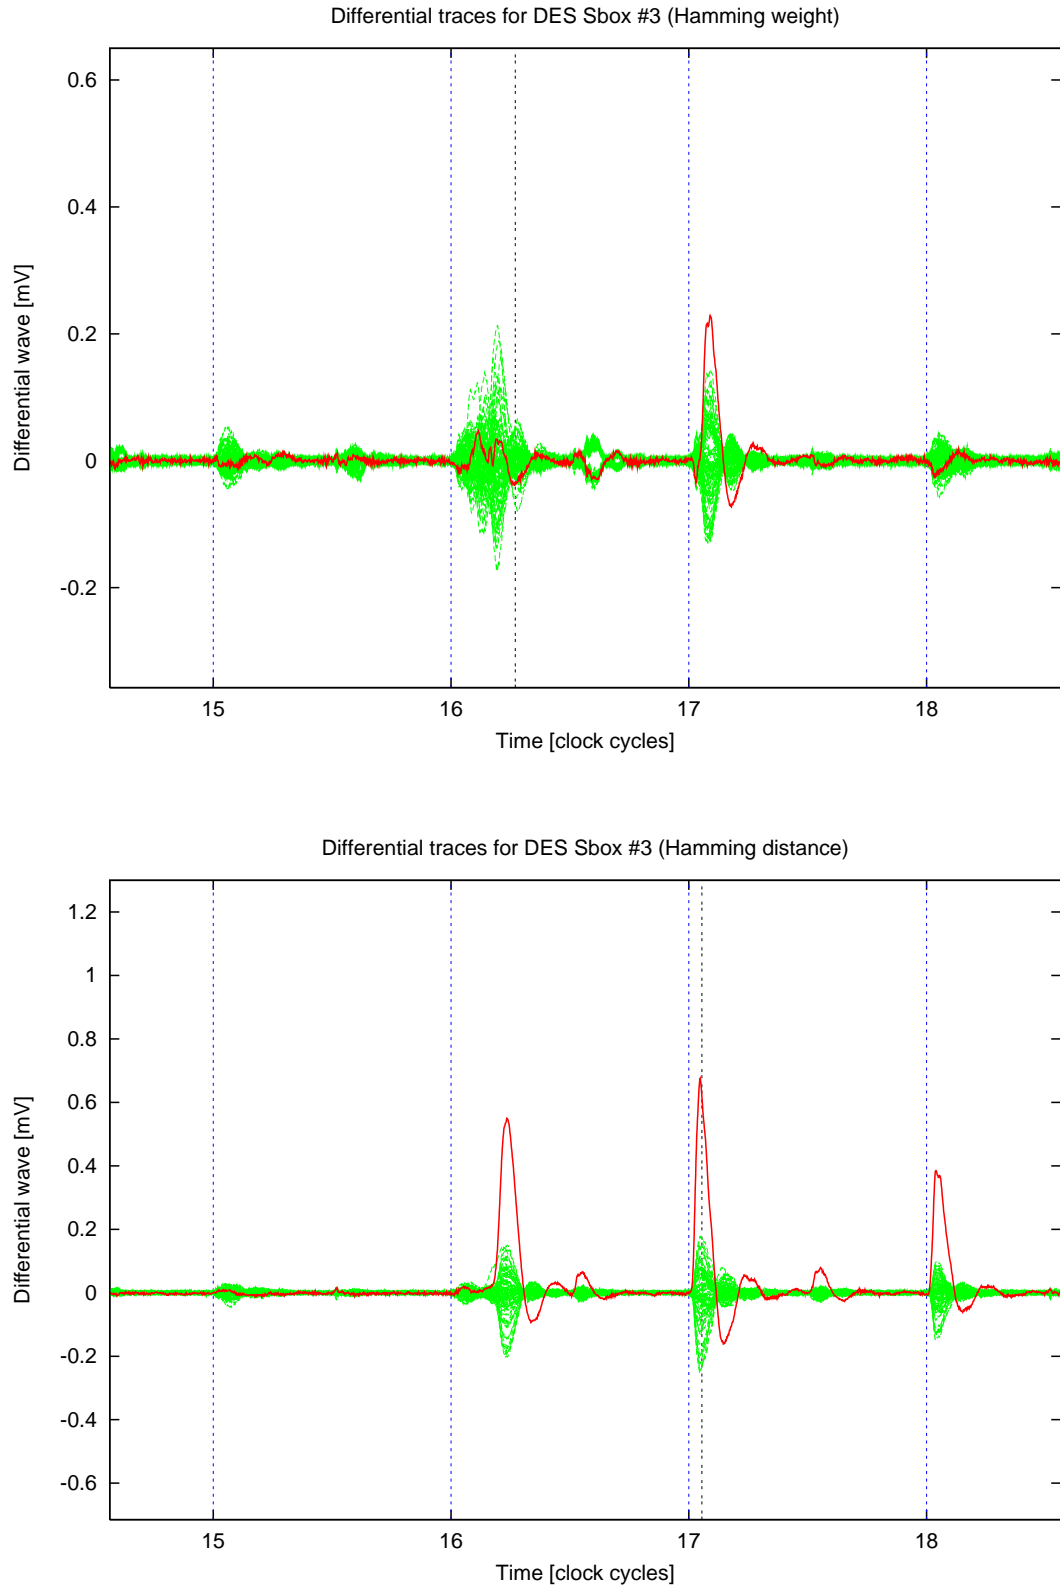 Differential traces for DES Sbox #3 (Hamming weight)
0.6
0.4
0.2
0
-0.2
Differential wave [mV]
15 16 17 18
Time [clock cycles]
Differential traces for DES Sbox #3 (Hamming distance)
1.2
1
0.8
0.6
0.4
0.2
0
-0.2
-0.4
-0.6
Differential wave [mV]
15 16 17 18
Time [clock cycles]